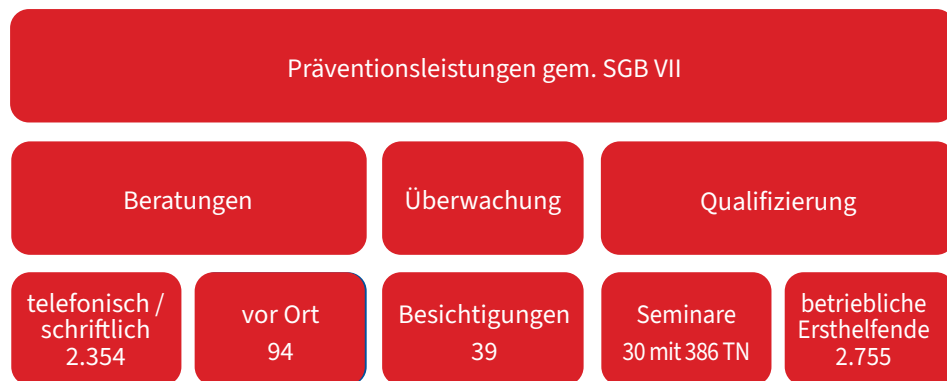 Präventionsleistungen gem. SGB VII
Beratungen
Überwachung
Qualifizierung
telefonisch /
schriftlich
2.354
vor Ort
94
Besichtigungen
39
Seminare
30 mit 386 TN
betriebliche
Ersthelfende
2.755